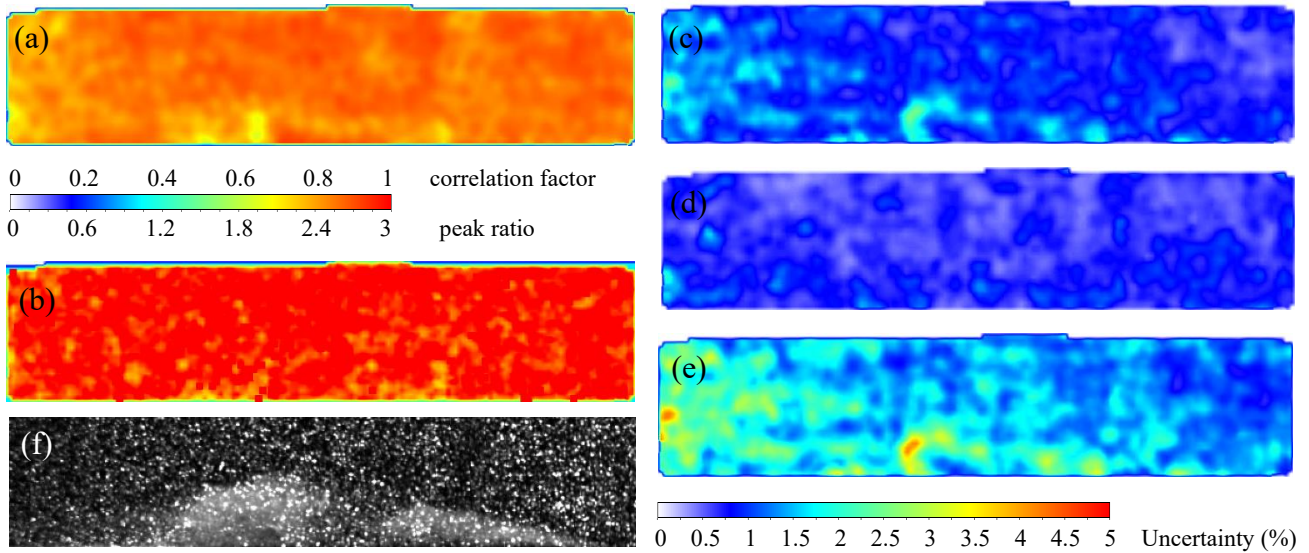 (a)
0 0.2 0.4 0.6 0.8 1 correlation factor
0 0.6 1.2 1.8 2.4 3 peak ratio
(b)
(f)
(c)
(d)
(e)
0 0.5 1 1.5 2 2.5 3 3.5 4 4.5 5 Uncertainty (%)